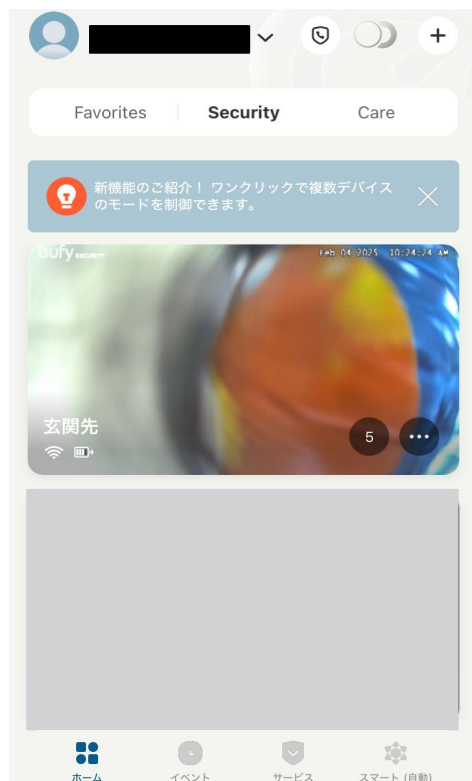 Favorites
Security
Care
新機能のご紹介！ ワンクリックで複数デバイス
のモードを制御できます。
eufy SECURITY
Feb 04 2025 10:24:24 AM
玄関先
5
ホーム
イベント
サービス
スマート (自動)